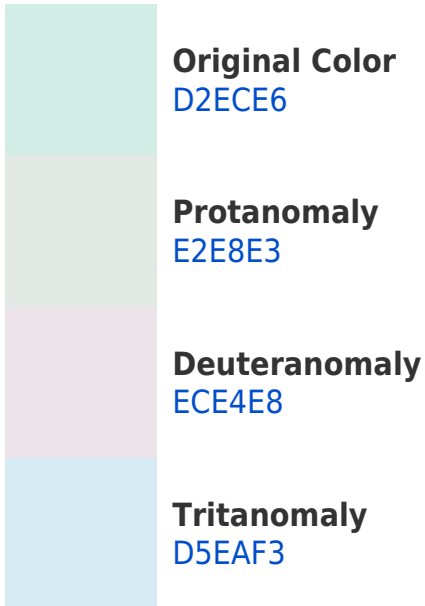 Original Color
D2ECE6
Protanomaly
E2E8E3
Deuteranomaly
ECE4E8
Tritanomaly
D5EAF3